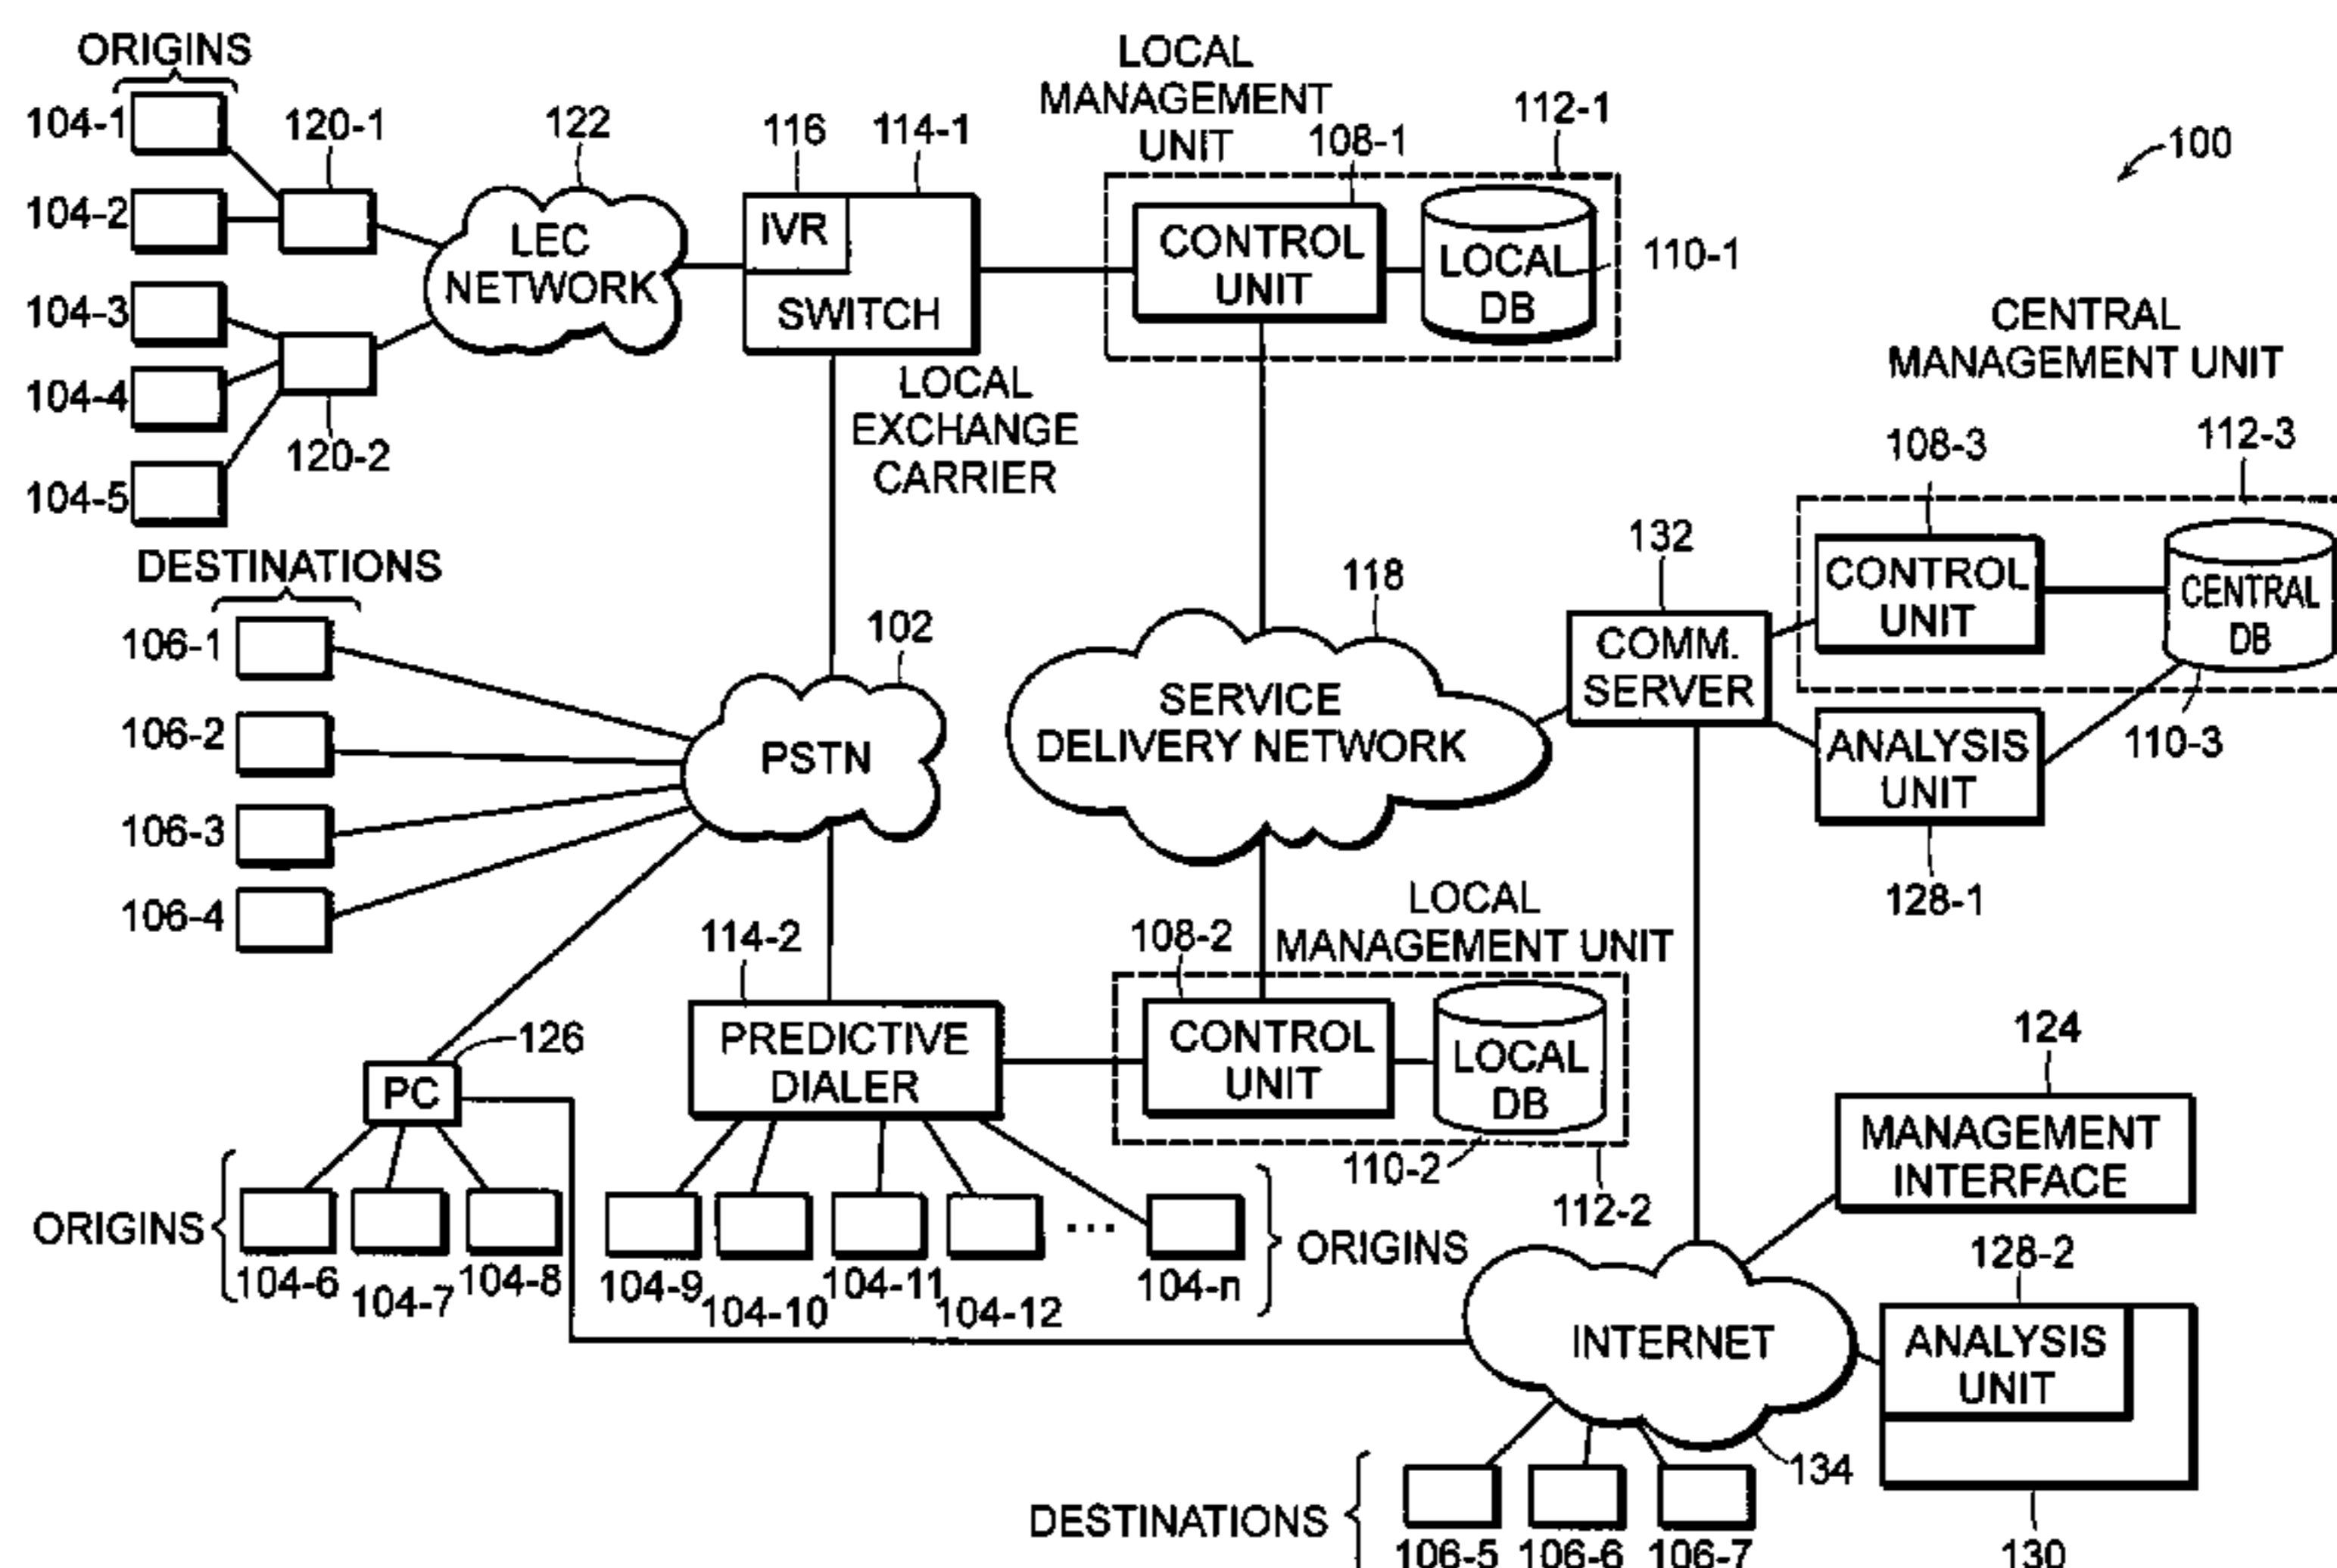 ORIGINS
104-1
104-2
104-3
104-4
104-5
120-1
120-2
122
LEC
NETWORK
116
114-1
IVR
SWITCH
LOCAL
EXCHANGE
CARRIER
LOCAL
MANAGEMENT
UNIT
108-1
112-1
CONTROL
UNIT
LOCAL
DB
110-1
100
CENTRAL
MANAGEMENT UNIT
108-3
112-3
CONTROL
UNIT
CENTRAL
DB
110-3
132
COMM.
SERVER
ANALYSIS
UNIT
128-1
118
SERVICE
DELIVERY NETWORK
DESTINATIONS
106-1
106-2
106-3
106-4
102
PSTN
114-2
PREDICTIVE
DIALER
108-2
LOCAL
MANAGEMENT UNIT
CONTROL
UNIT
LOCAL
DB
110-2
112-2
126
PC
ORIGINS
104-6
104-7
104-8
104-9
104-10
104-11
104-12
...
104-n
ORIGINS
124
MANAGEMENT
INTERFACE
128-2
INTERNET
ANALYSIS
UNIT
134
130
DESTINATIONS
106-5
106-6
106-7